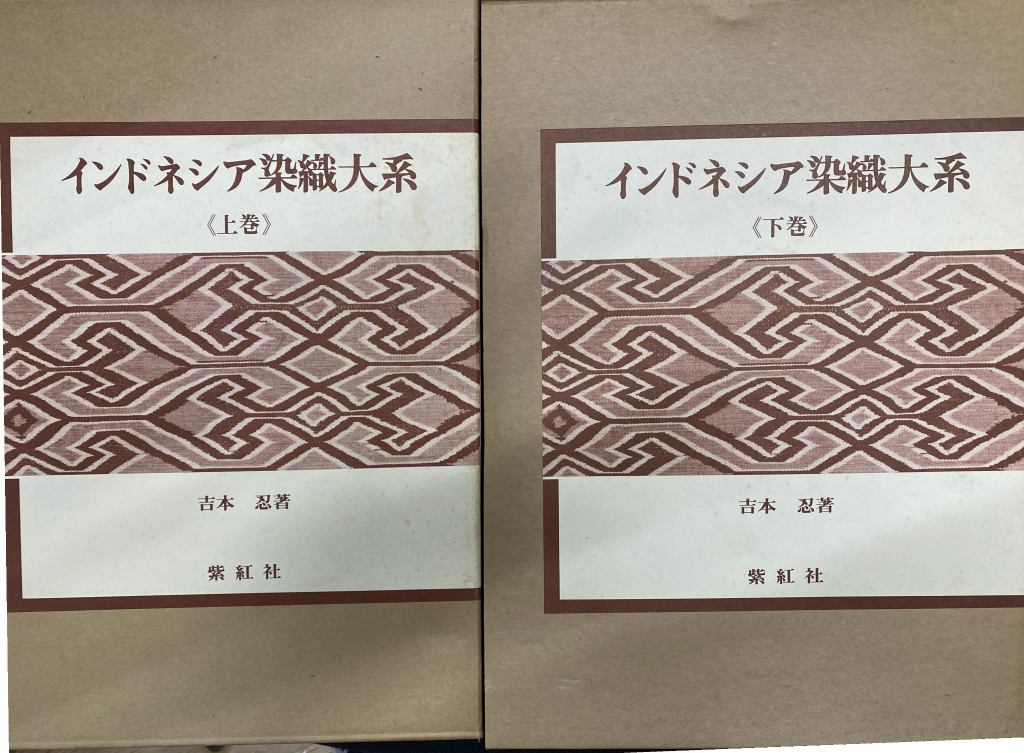 インドネシア染織大系
《上巻》
吉本 忍著
紫紅社
インドネシア染織大系
《下巻》
吉本 忍著
紫紅社